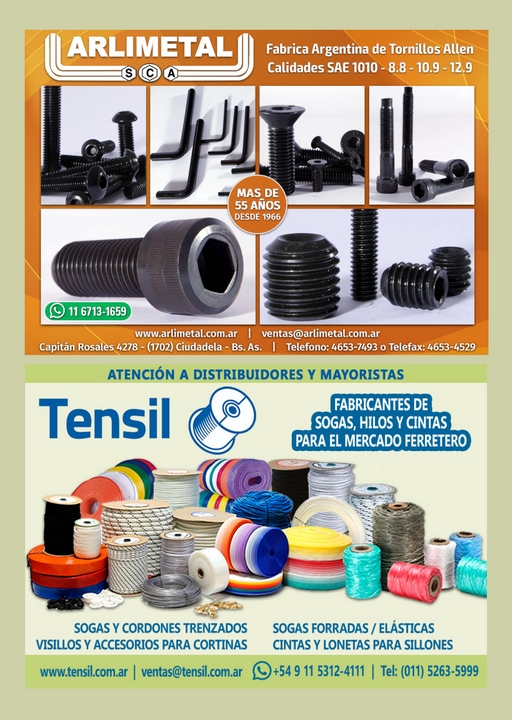 ARLIMETAL
S C A
Fabrica Argentina de Tornillos Allen
Calidades SAE 1010 - 8.8 - 10.9 - 12.9
MAS DE
55 AÑOS
DESDE 1966
11 6713-1659
www.arlimetal.com.ar | ventas@arlimetal.com.ar
Capitán Rosales 4278 - (1702) Ciudadela - Bs. As. | Telefono: 4653-7493 o Telefax: 4653-4529
ATENCIÓN A DISTRIBUIDORES Y MAYORISTAS
Tensil
FABRICANTES DE
SOGAS, HILOS Y CINTAS
PARA EL MERCADO FERRETERO
SOGAS Y CORDONES TRENZADOS
VISILLOS Y ACCESORIOS PARA CORTINAS
SOGAS FORRADAS / ELÁSTICAS
CINTAS Y LONETAS PARA SILLONES
www.tensil.com.ar | ventas@tensil.com.ar +54 9 11 5312-4111 | Tel: (011) 5263-5999